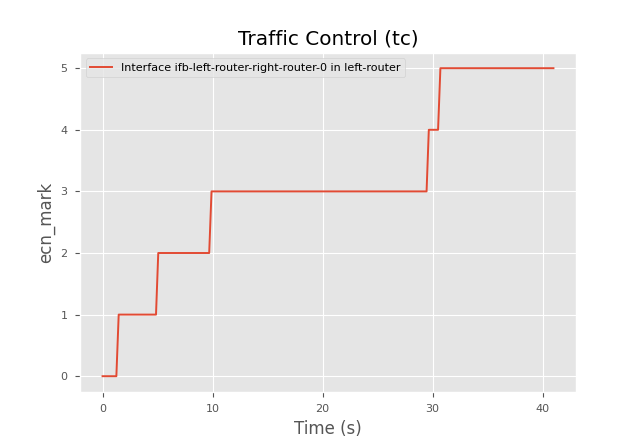 Traffic Control (tc)
Interface ifb-left-router-right-router-0 in left-router
5
4
3
2
1
0
ecn_mark
0 10 20 30 40
Time (s)